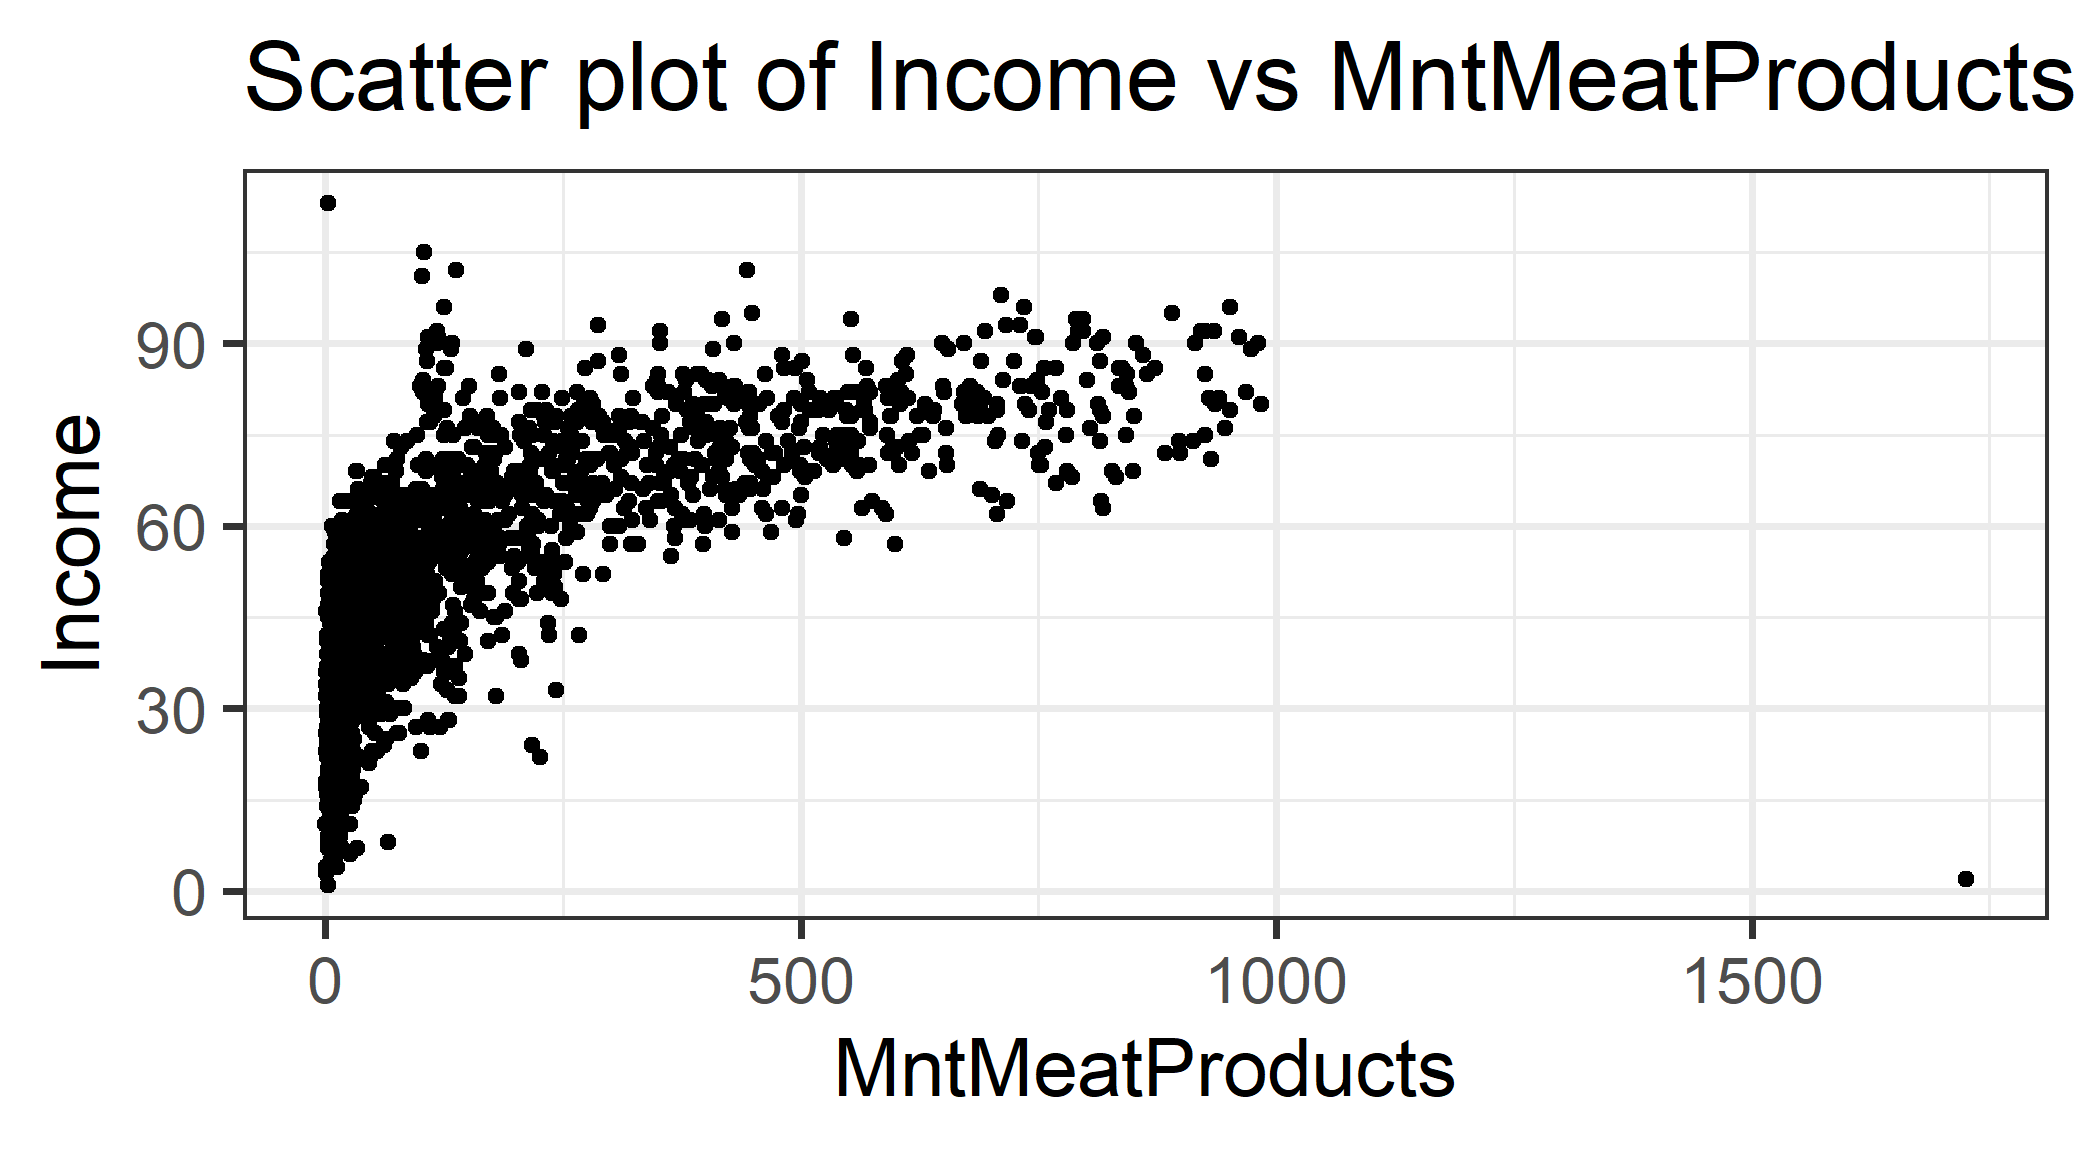 Scatter plot of Income vs MntMeatProducts
Income
90
60
30
0
0 500 1000 1500
MntMeatProducts